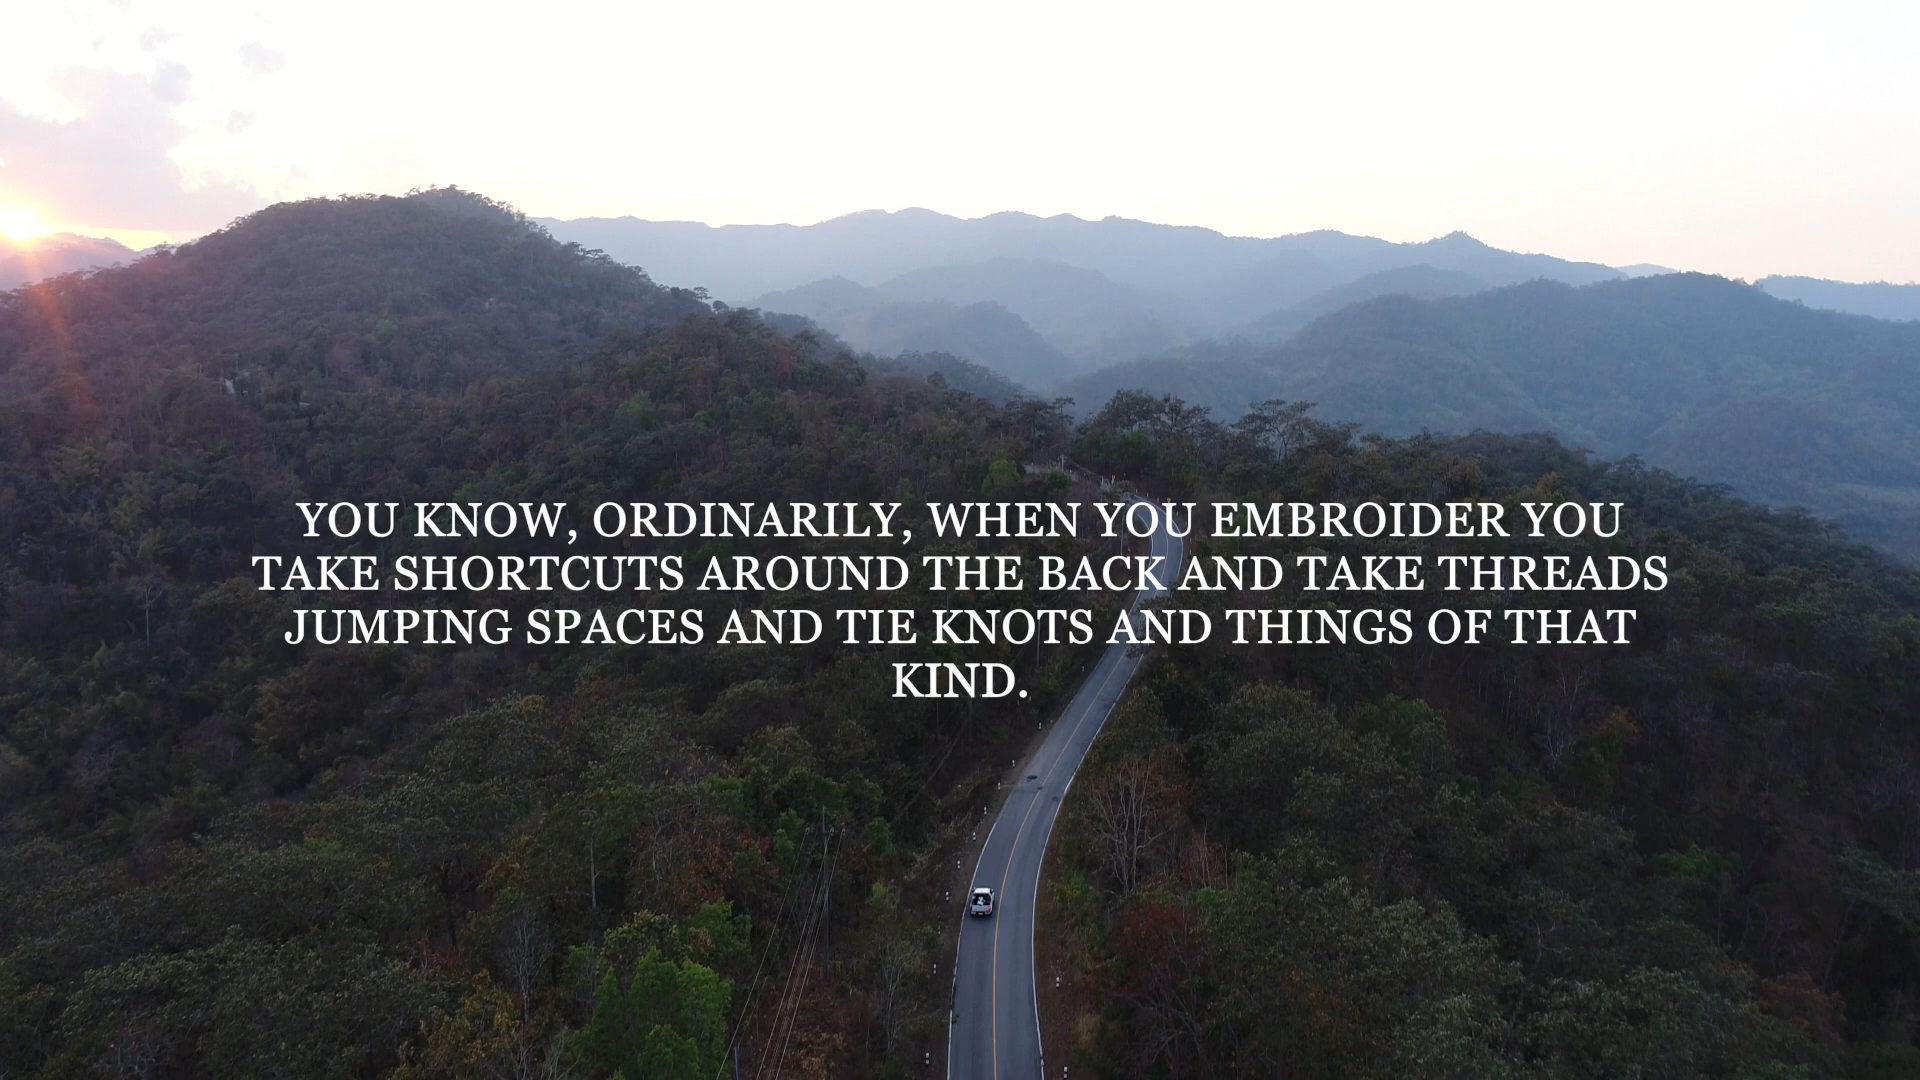 YOU KNOW, ORDINARILY, WHEN YOU EMBROIDER YOU
TAKE SHORTCUTS AROUND THE BACK AND TAKE THREADS
JUMPING SPACES AND TIE KNOTS AND THINGS OF THAT
KIND.